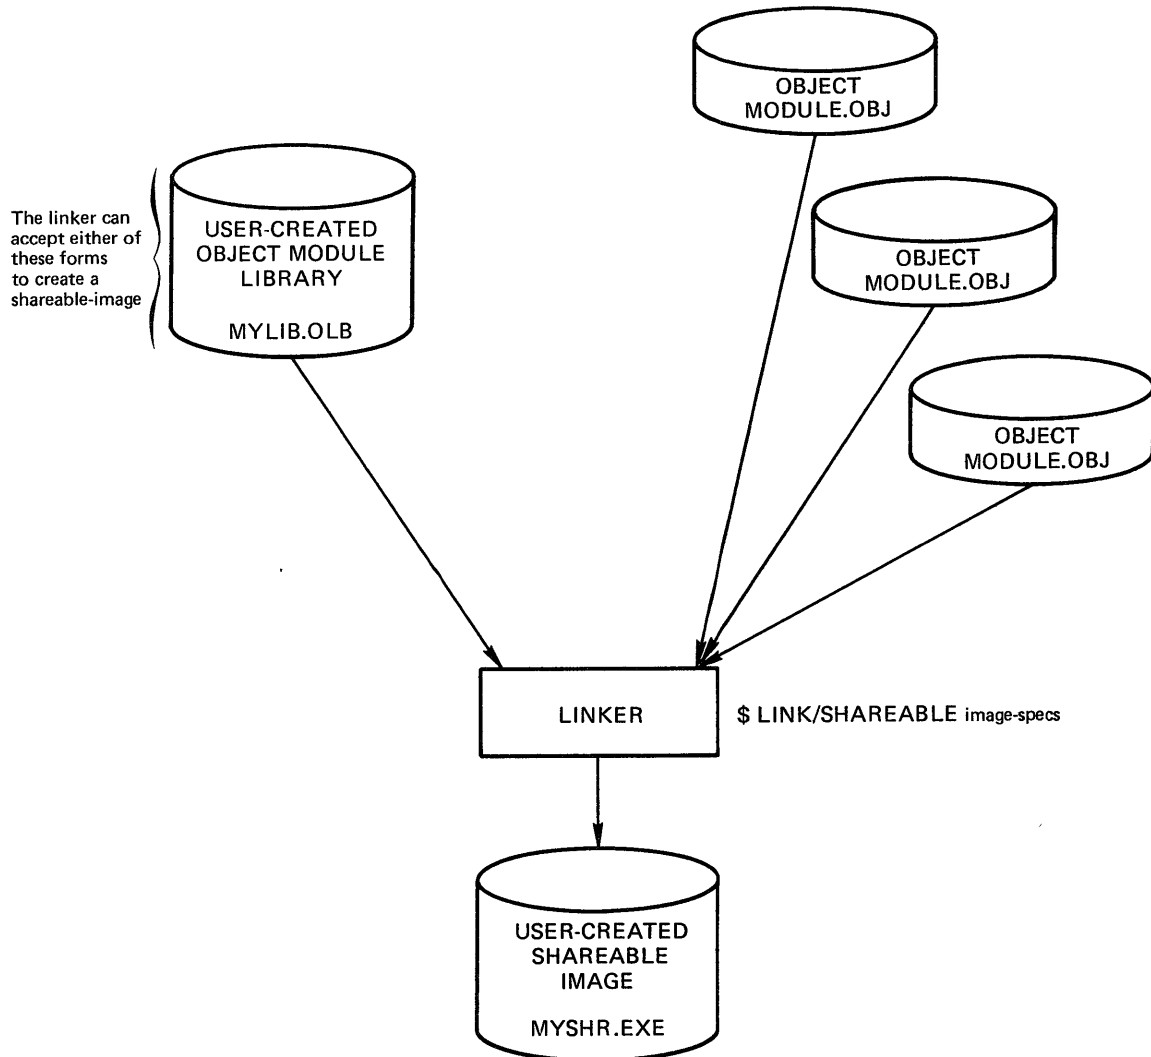 OBJECT
MODULE.OBJ
The linker can
accept either of
these forms
to create a
shareable-image
USER-CREATED
OBJECT MODULE
LIBRARY
MYLIB.OLB
OBJECT
MODULE.OBJ
OBJECT
MODULE.OBJ
LINKER
$ LINK/SHAREABLE image-specs
USER-CREATED
SHAREABLE
IMAGE
MYSHR.EXE